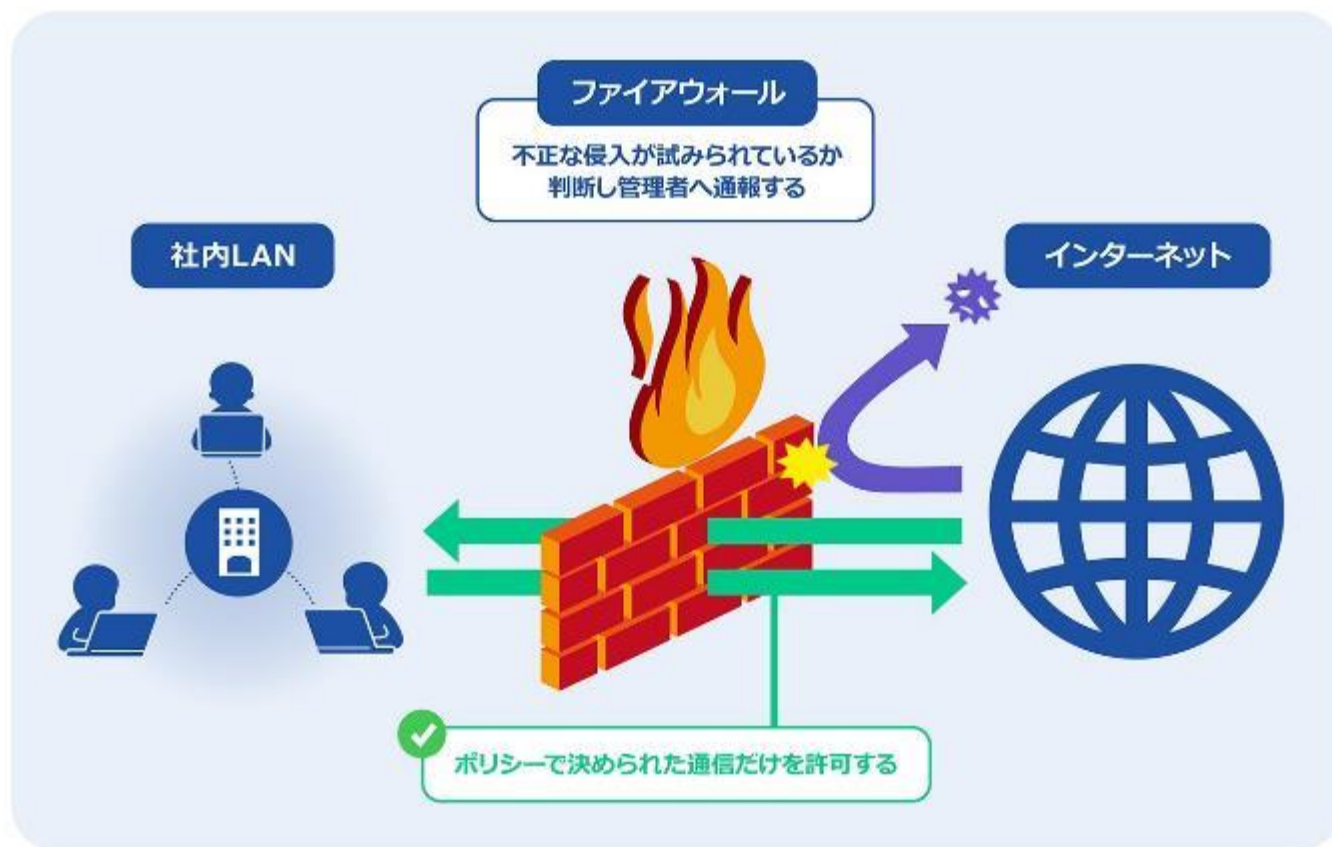 ファイアウォール
不正な侵入が試みられているか
判断し管理者へ通報する
社内LAN
インターネット
ポリシーで決められた通信だけを許可する